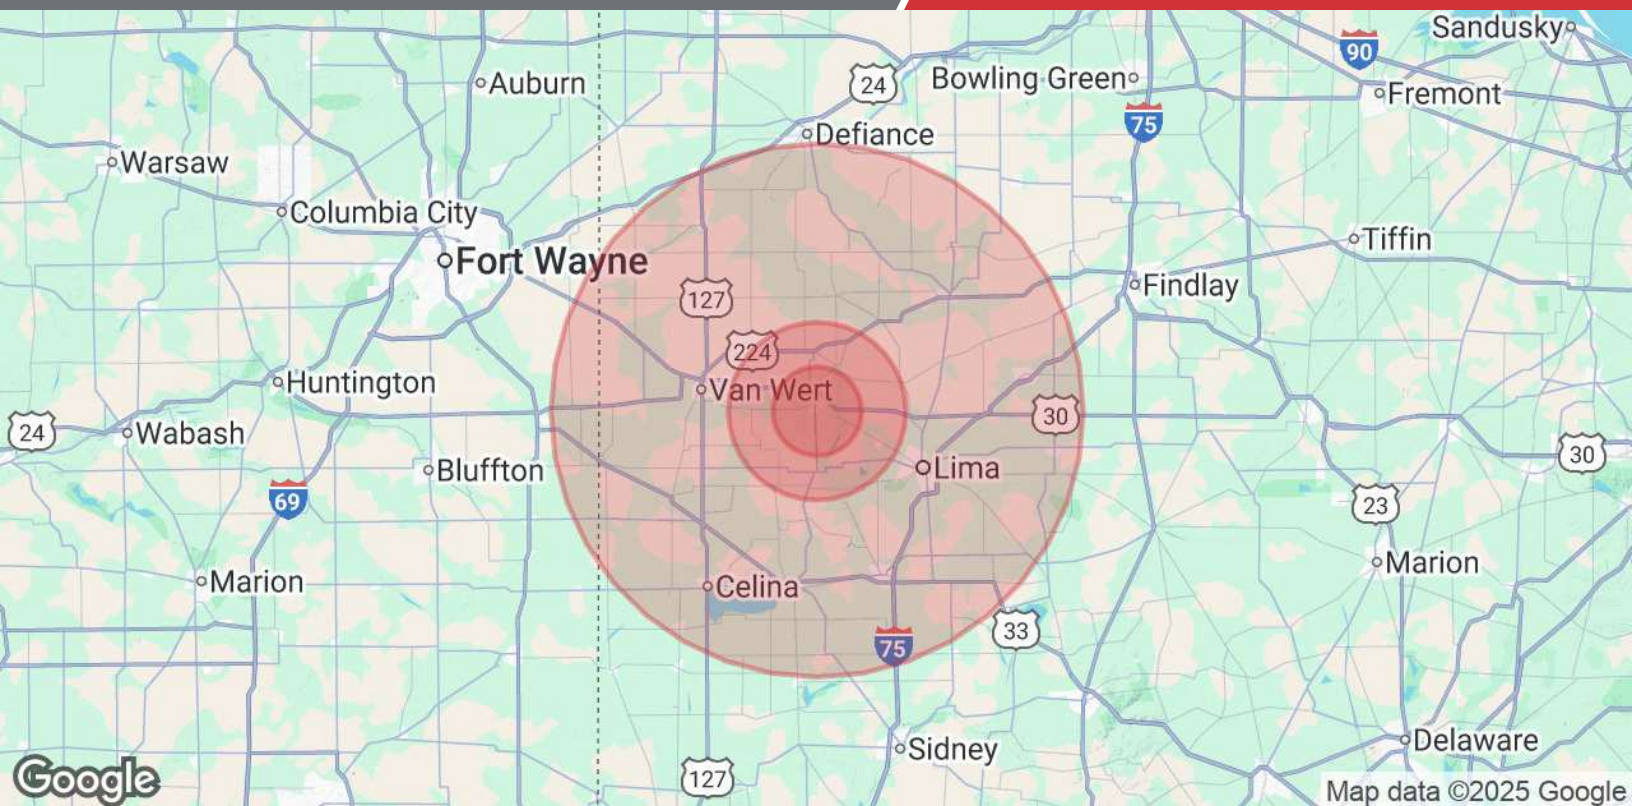 Sandusky
90
Auburn
24
Bowling Green
Fremont
75
Defiance
Warsaw
Columbia City
Tiffin
Fort Wayne
Findlay
127
224
Huntington
Van Wert
30
24
Wabash
30
Bluffton
Lima
69
23
Marion
Marion
Celina
33
75
Sidney
Delaware
127
Google
Map data ©2025 Google